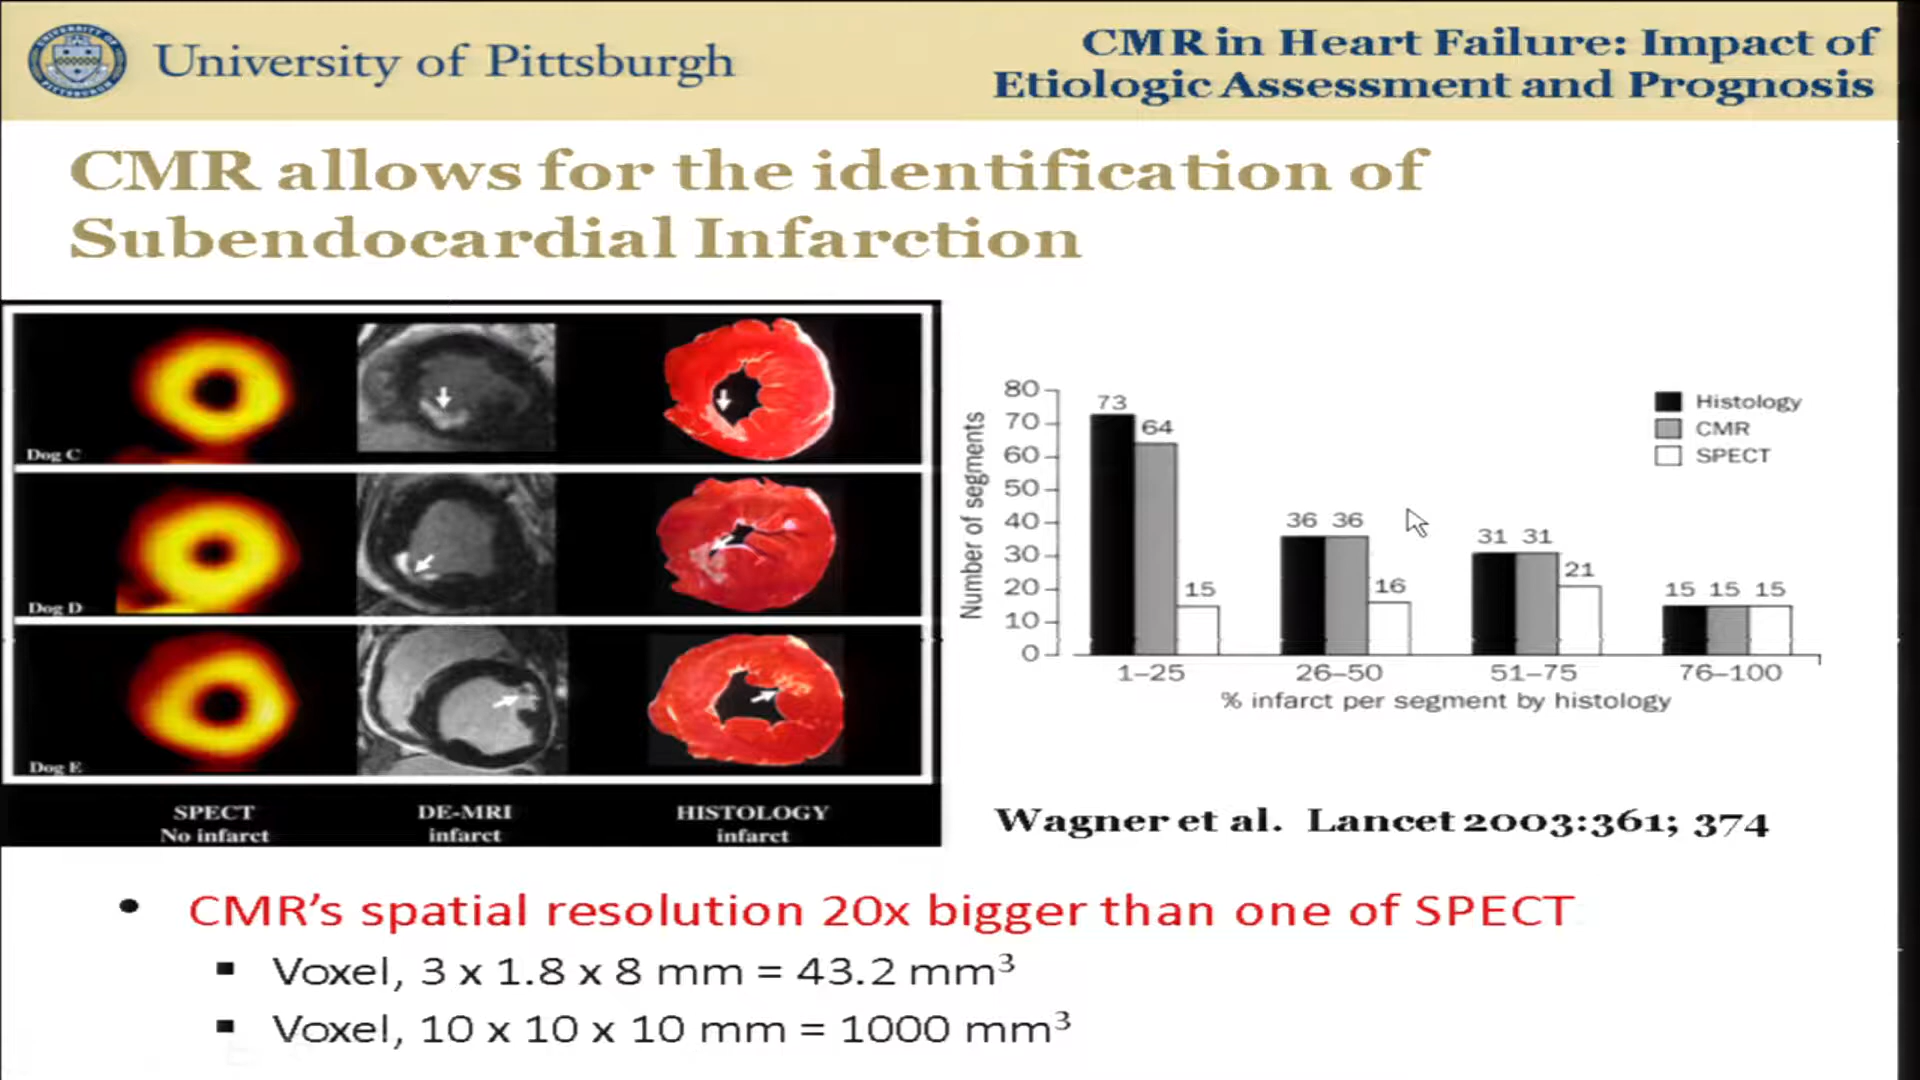 University of Pittsburgh
CMR in Heart Failure: Impact of
Etiologic Assessment and Prognosis
CMR allows for the identification of
Subendocardial Infarction
Dog C
Dog D
Dog E
SPECT
No infarct
DE-MRI
infarct
HISTOLOGY
infarct
Number of segments
80
70
60
50
40
30
20
10
0
73
64
15
36
36
16
31
31
21
15
15
15
1–25
26–50
51–75
76–100
% infarct per segment by histology
Histology
CMR
SPECT
Wagner et al. Lancet 2003:361; 374
• CMR's spatial resolution 20x bigger than one of SPECT
▪ Voxel, 3 x 1.8 x 8 mm = 43.2 mm³
▪ Voxel, 10 x 10 x 10 mm = 1000 mm³